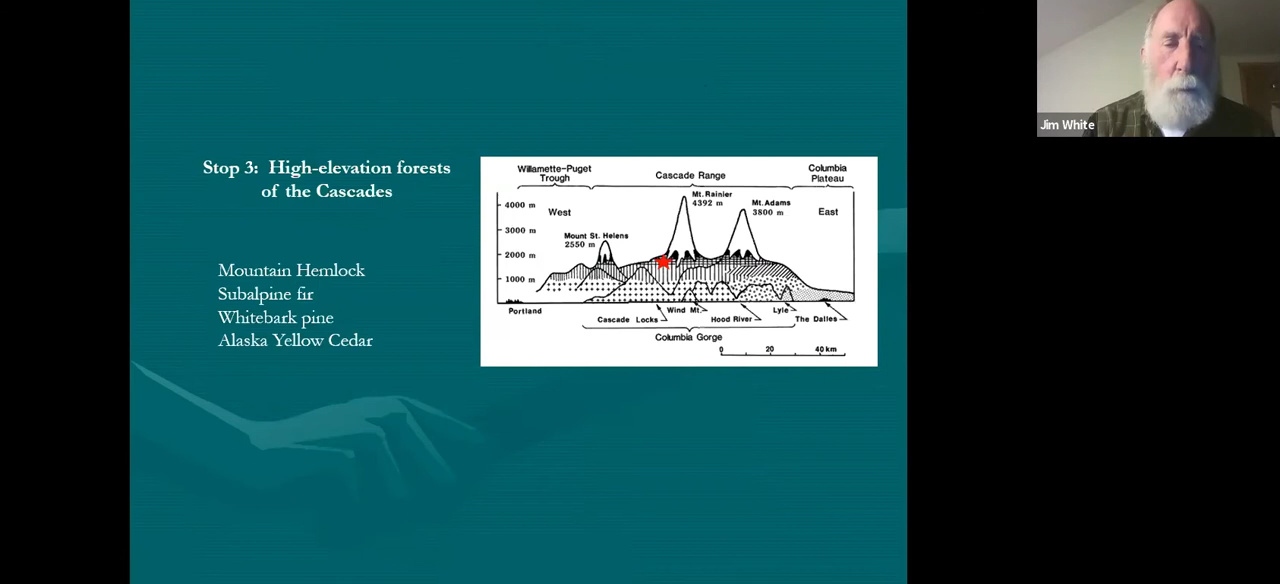 Stop 3: High-elevation forests
of the Cascades
Mountain Hemlock
Subalpine fir
Whitebark pine
Alaska Yellow Cedar
Willamette-Puget
Trough
Cascade Range
Columbia
Plateau
4000 m
3000 m
2000 m
1000 m
West
East
Mt. Rainier
4392 m
Mt. Adams
3800 m
Mount St. Helens
2550 m
Portland
Cascade Locks
Wind Mt.
Hood River
Lyle
The Dalles
Columbia Gorge
0 20 40 km
Jim White